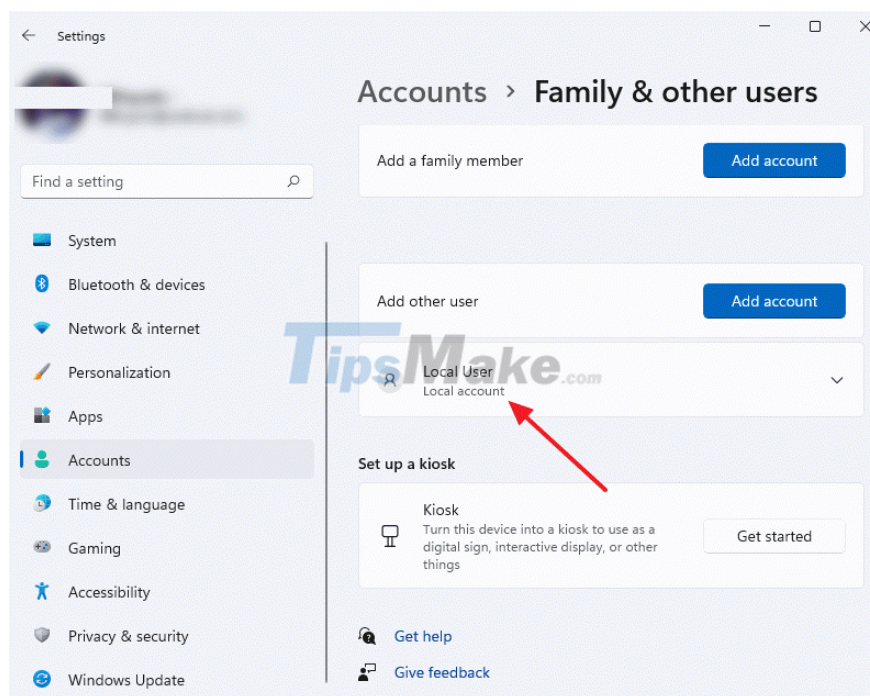 Settings
Accounts > Family & other users
Add a family member
Add account
Find a setting
System
Bluetooth & devices
Network & internet
Personalization
Apps
Accounts
Time & language
Gaming
Accessibility
Privacy & security
Windows Update
Add other user
Add account
TipsMake.com
Local User
Local account
Set up a kiosk
Kiosk
Turn this device into a kiosk to use as a
digital sign, interactive display, or other
things
Get started
Get help
Give feedback